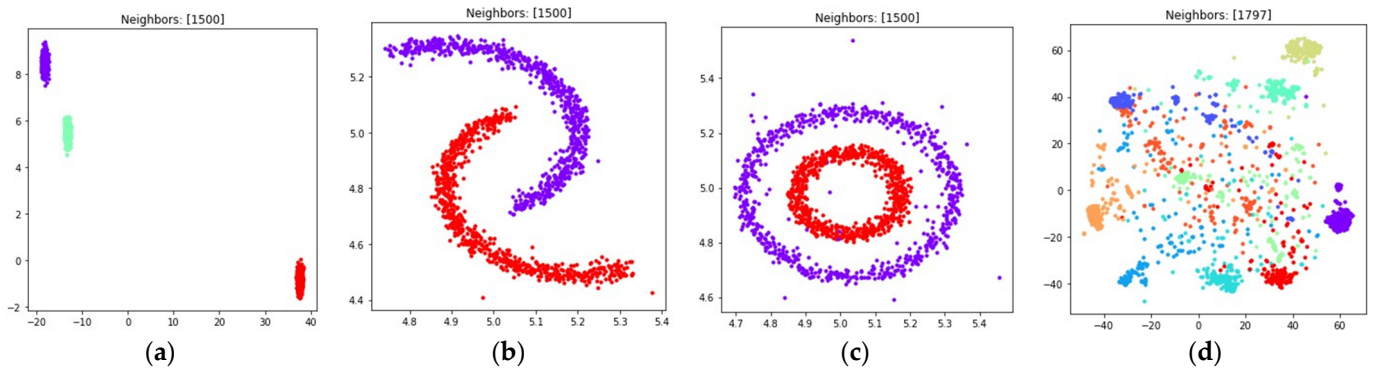 Neighbors: [1500]
8
6
4
2
0
−2
−20 −10 0 10 20 30 40
(a)
Neighbors: [1500]
5.2
5.0
4.8
4.6
4.4
4.8 4.9 5.0 5.1 5.2 5.3 5.4
(b)
Neighbors: [1500]
5.4
5.2
5.0
4.8
4.6
4.7 4.8 4.9 5.0 5.1 5.2 5.3 5.4
(c)
Neighbors: [1797]
60
40
20
0
−20
−40
−40 −20 0 20 40 60
(d)